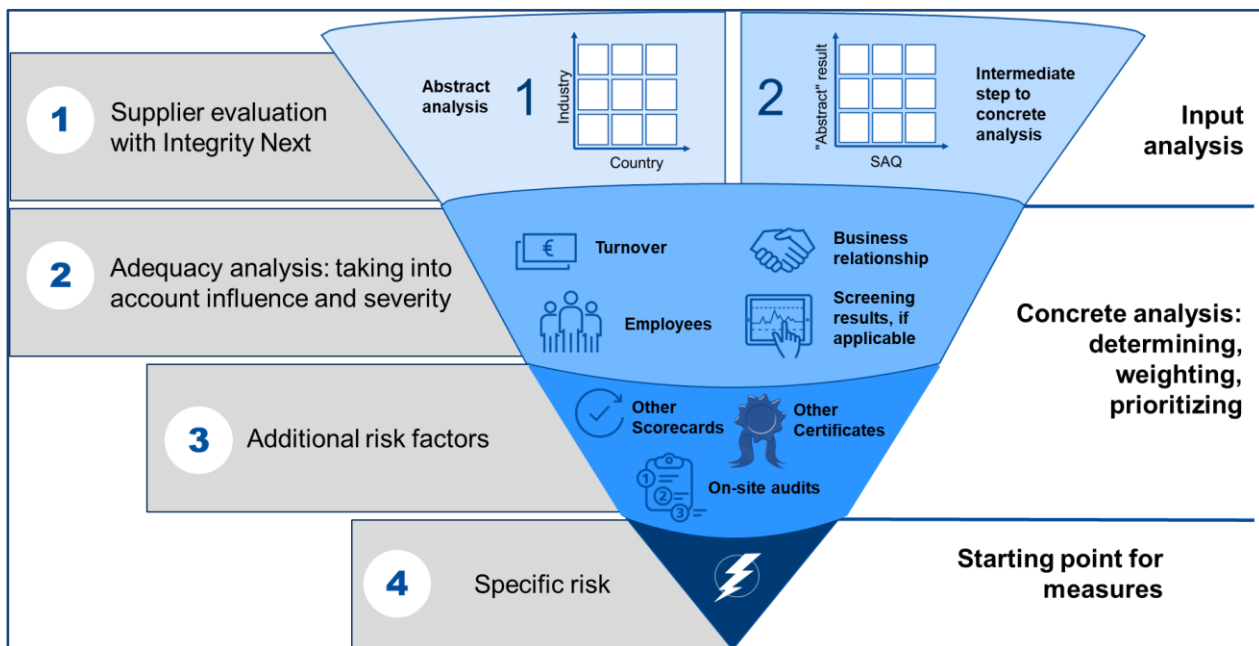 1
Supplier evaluation
with Integrity Next
Abstract
analysis
1
Industry
Country
2
"Abstract" result
SAQ
Intermediate
step to
concrete
analysis
Input
analysis
2
Adequacy analysis: taking into
account influence and severity
€
Turnover
Business
relationship
Employees
Screening
results, if
applicable
Concrete analysis:
determining,
weighting,
prioritizing
3
Additional risk factors
Other
Scorecards
Other
Certificates
1
2
3
On-site audits
4
Specific risk
Starting point for
measures